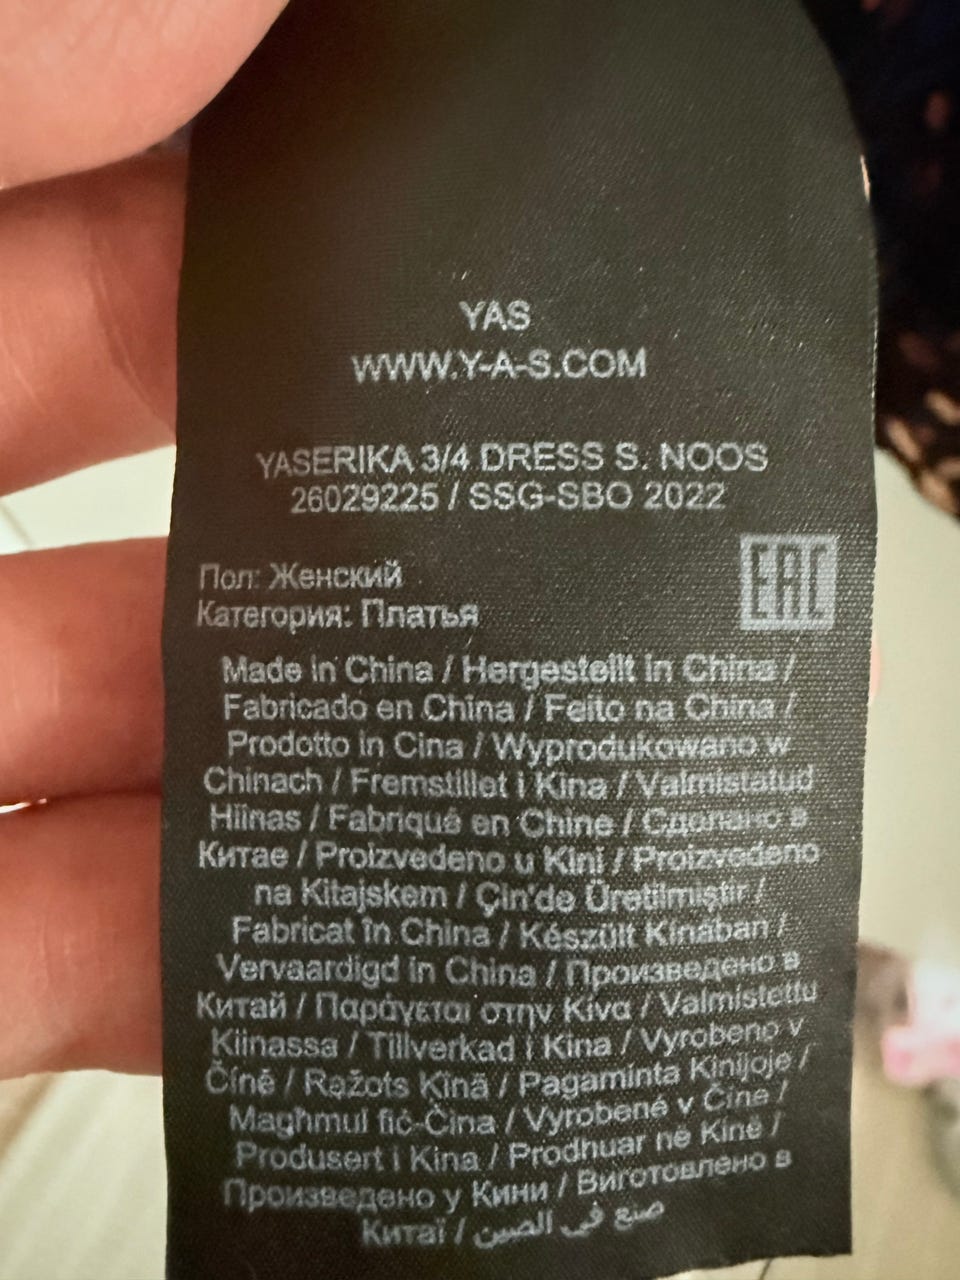 YAS
WWW.Y-A-S.COM
YASERIKA 3/4 DRESS S. NOOS
26029225 / SSG-SBO 2022
Пол: Женский
Категория: Платья
EAC
Made in China / Hergestellt in China /
Fabricado en China / Feito na China /
Prodotto in Cina / Wyprodukowano w
Chinach / Fremstillet i Kina / Valmistatud
Hiinas / Fabriqué en Chine / Сделано в
Китае / Proizvedeno u Kini / Proizvedeno
na Kitajskem / Çin'de Üretilmiştir /
Fabricat în China / Készült Kínában /
Vervaardigd in China / Произведено в
Китай / Παράγεται στην Κίνα / Valmistettu
Kiinassa / Tillverkad i Kina / Vyrobeno v
Číně / Ražots Ķīnā / Pagaminta Kinijoje /
Magħmul fiċ-Ċina / Vyrobené v Číne /
Produsert i Kina / Prodhuar në Kinë /
Произведено у Кини / Виготовлено в
Китаї / صنع في الصين